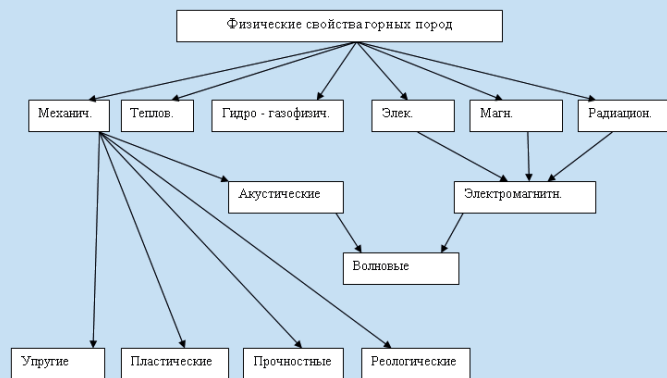 Физические свойства горных пород
Механич.
Теплов.
Гидро - газофизич.
Элек.
Магн.
Радиацион.
Акустические
Электромагнитн.
Волновые
Упругие
Пластические
Прочностные
Реологические